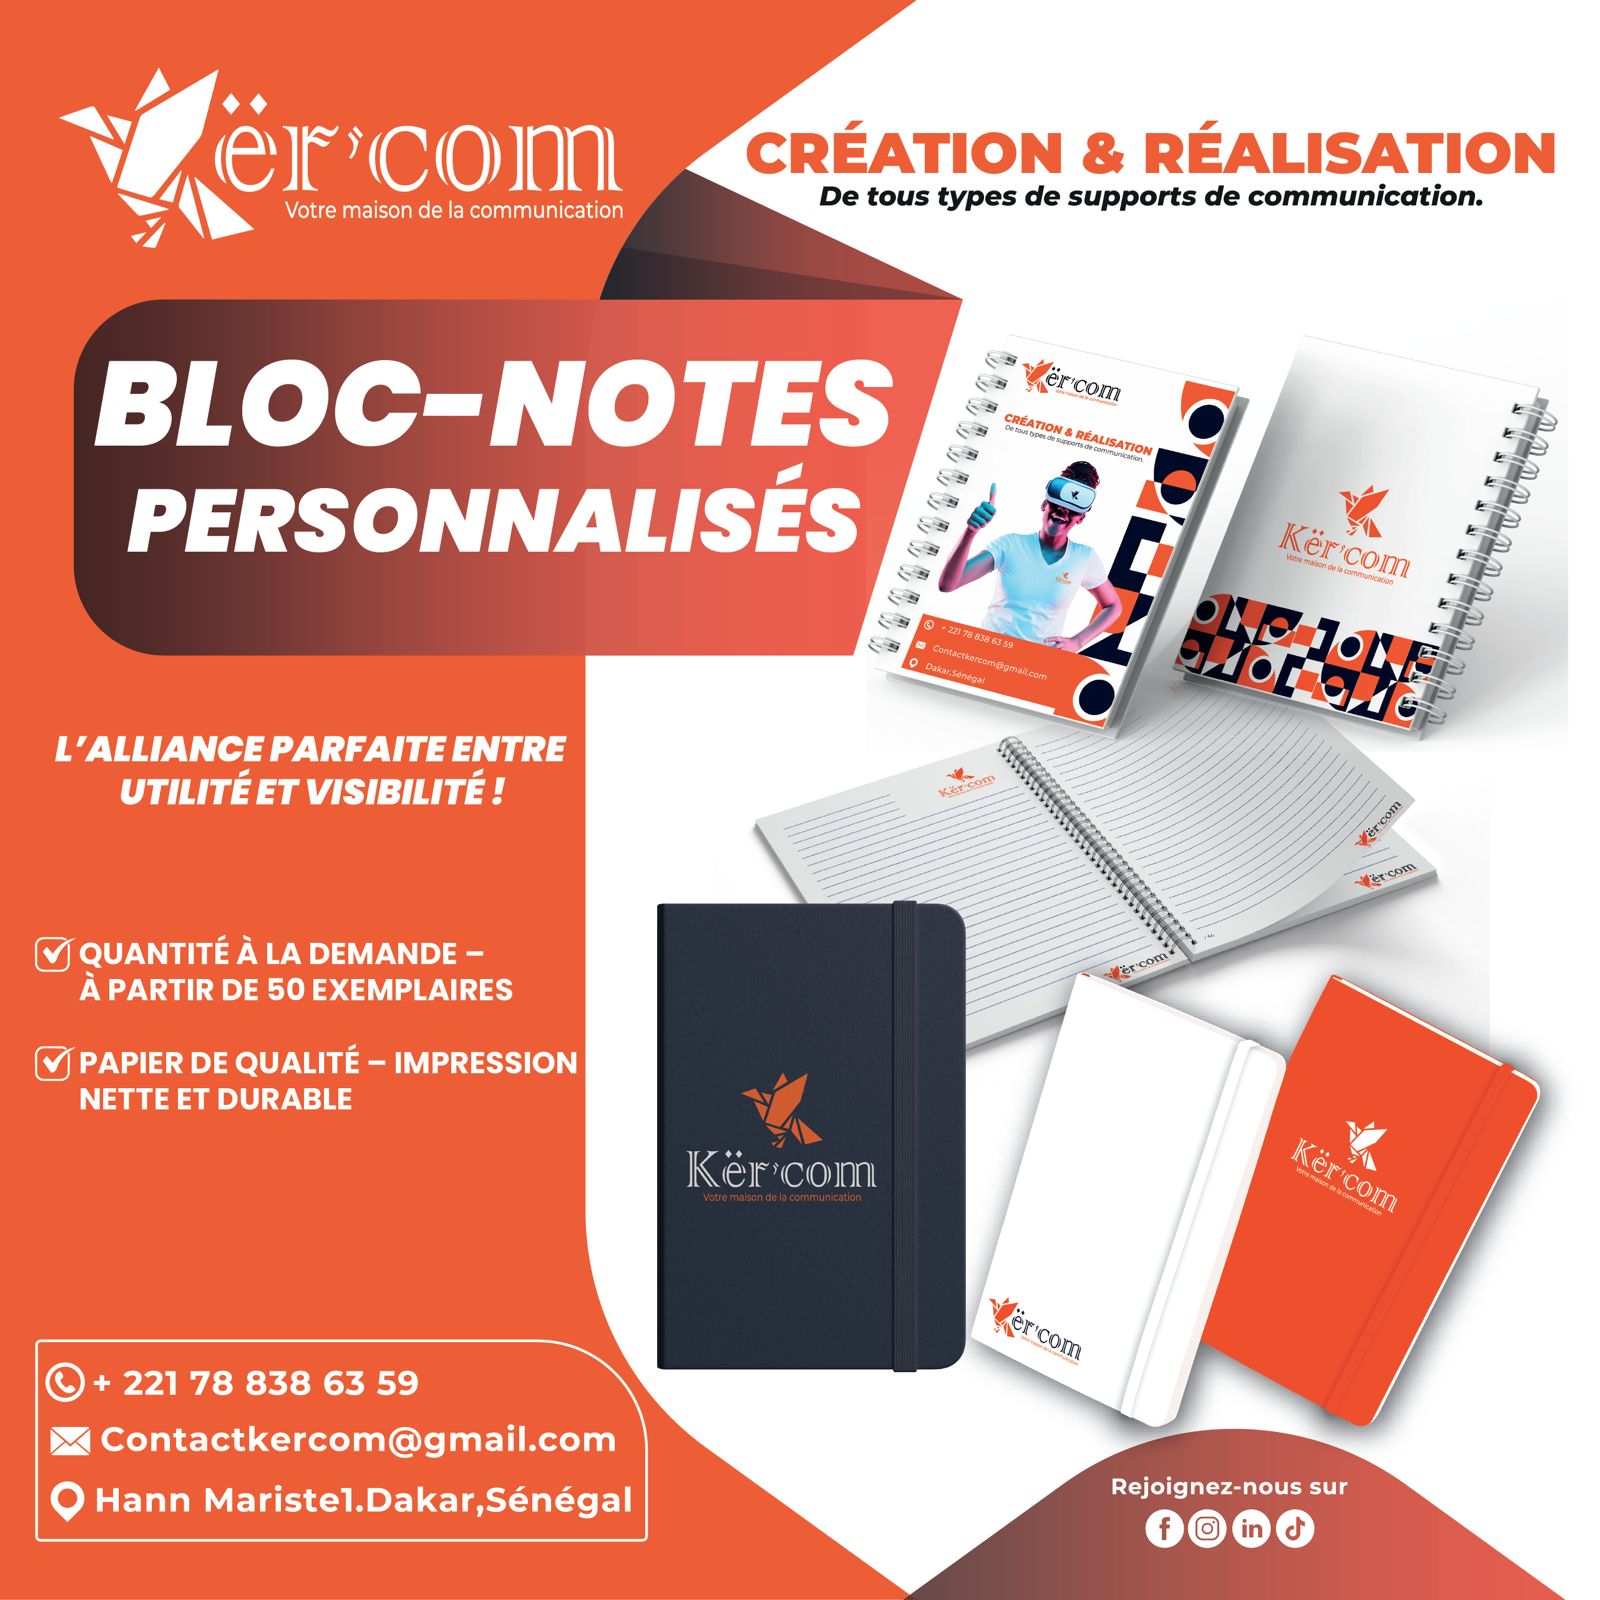 Kër'com
Votre maison de la communication
CRÉATION & RÉALISATION
De tous types de supports de communication.
BLOC-NOTES
PERSONNALISÉS
L'ALLIANCE PARFAITE ENTRE
UTILITÉ ET VISIBILITÉ !
QUANTITÉ À LA DEMANDE –
À PARTIR DE 50 EXEMPLAIRES
PAPIER DE QUALITÉ – IMPRESSION
NETTE ET DURABLE
+ 221 78 838 63 59
Contactkercom@gmail.com
Hann Mariste1.Dakar,Sénégal
Kër'com
Votre maison de la communication
CRÉATION & RÉALISATION
De tous types de supports de communication.
+ 221 78 838 63 59
Contactkercom@gmail.com
Dakar,Sénégal
Kër'com
Votre maison de la communication
Kër'com
Kër'com
Kër'com
Kër'com
Kër'com
Votre maison de la communication
Kër'com
Votre maison de la communication
Kër'com
Votre maison de la communication
Rejoignez-nous sur